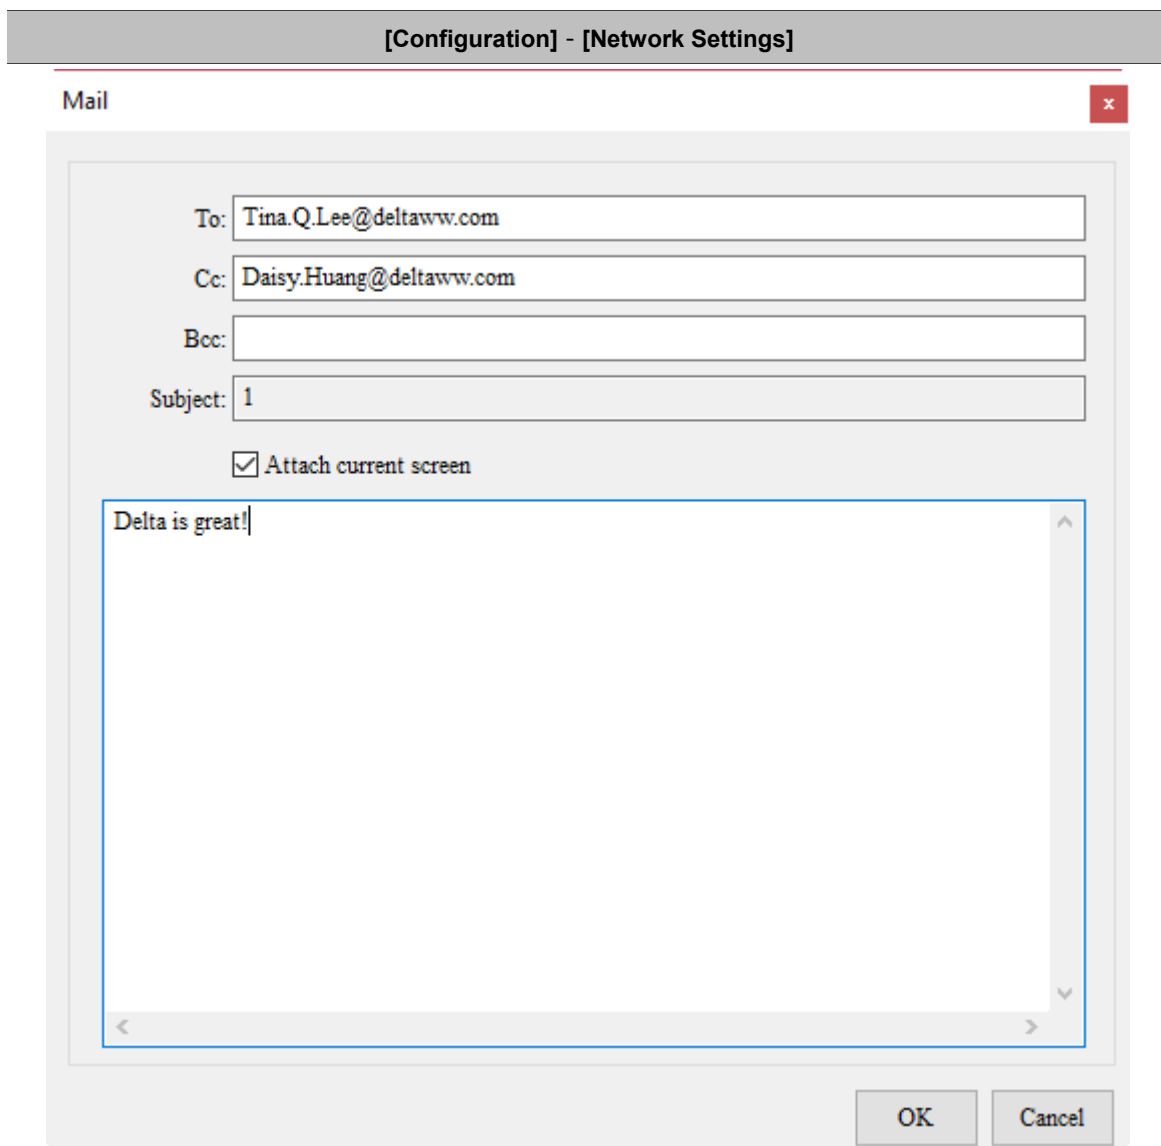 [Configuration] - [Network Settings]
Mail
x
To: Tina.Q.Lee@deltaww.com
Cc: Daisy.Huang@deltaww.com
Bcc:
Subject: 1
Attach current screen
Delta is great!
OK Cancel